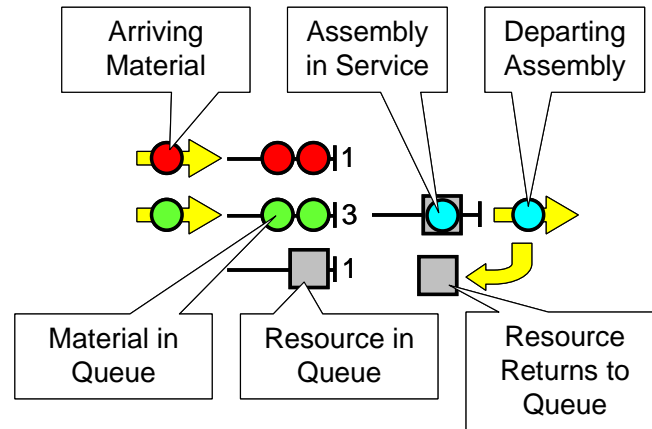 Arriving
Material
Assembly
in Service
Departing
Assembly
1
3
1
Material in
Queue
Resource in
Queue
Resource
Returns to
Queue